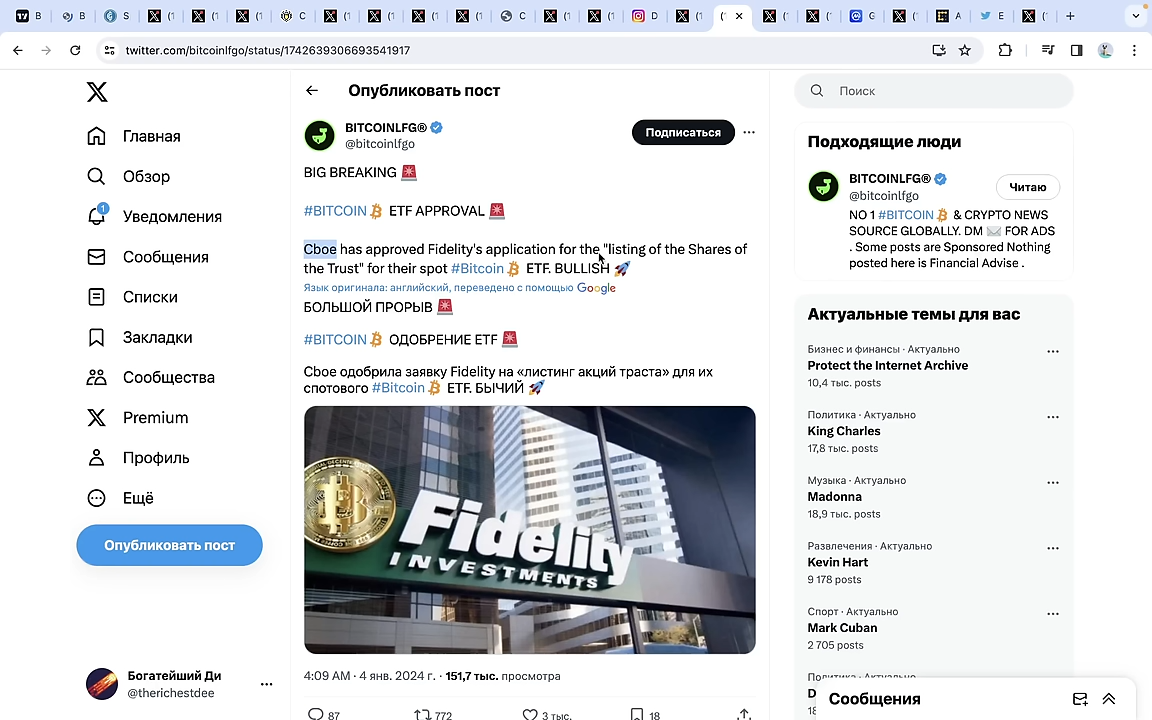 twitter.com/bitcoinlfgo/status/1742639306693541917
Опубликовать пост
Поиск
Главная
Обзор
1
Уведомления
Сообщения
Списки
Закладки
Сообщества
Premium
Профиль
Ещё
Опубликовать пост
Богатейший Ди
@therichestdee
BITCOINLFG®
@bitcoinlfgo
Подписаться
BIG BREAKING 🚨
#BITCOIN ETF APPROVAL 🚨
Cboe has approved Fidelity's application for the "listing of the Shares of
the Trust" for their spot #Bitcoin ETF. BULLISH 🚀
Язык оригинала: английский, переведено с помощью Google
БОЛЬШОЙ ПРОРЫВ 🚨
#BITCOIN ОДОБРЕНИЕ ETF 🚨
Cboe одобрила заявку Fidelity на «листинг акций траста» для их
спотового #Bitcoin ETF. БЫЧИЙ 🚀
Fidelity
INVESTMENTS
4:09 AM · 4 янв. 2024 г. · 151,7 тыс. просмотра
87
772
3 тыс.
18
Подходящие люди
BITCOINLFG®
@bitcoinlfgo
Читаю
NO 1 #BITCOIN & CRYPTO NEWS
SOURCE GLOBALLY. DM ✉️ FOR ADS
. Some posts are Sponsored Nothing
posted here is Financial Advise .
Актуальные темы для вас
Бизнес и финансы · Актуально
Protect the Internet Archive
10,4 тыс. posts
Политика · Актуально
King Charles
17,8 тыс. posts
Музыка · Актуально
Madonna
18,9 тыс. posts
Развлечения · Актуально
Kevin Hart
9 178 posts
Спорт · Актуально
Mark Cuban
2 705 posts
Политика · Актуально
Сообщения